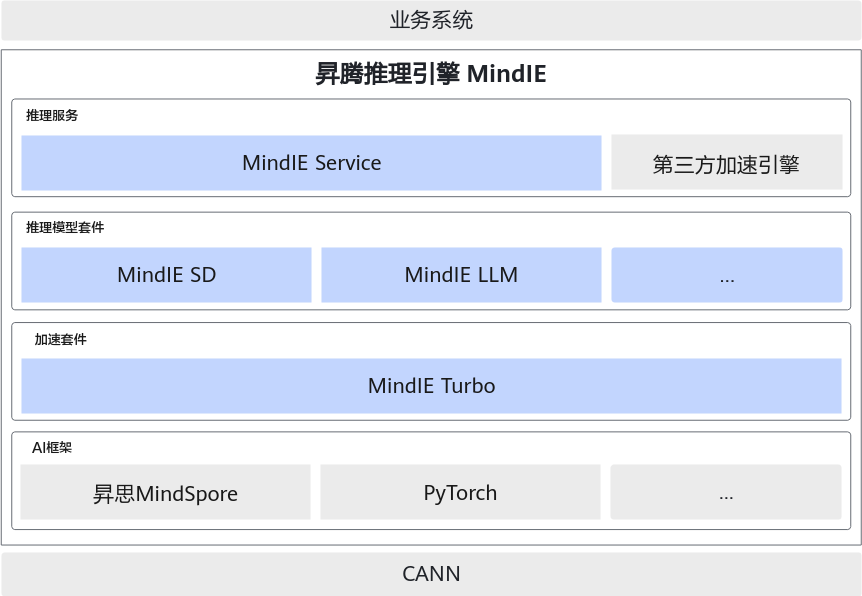 业务系统
昇腾推理引擎 MindIE
推理服务
MindIE Service
第三方加速引擎
推理模型套件
MindIE SD
MindIE LLM
...
加速套件
MindIE Turbo
AI框架
昇思MindSpore
PyTorch
...
CANN